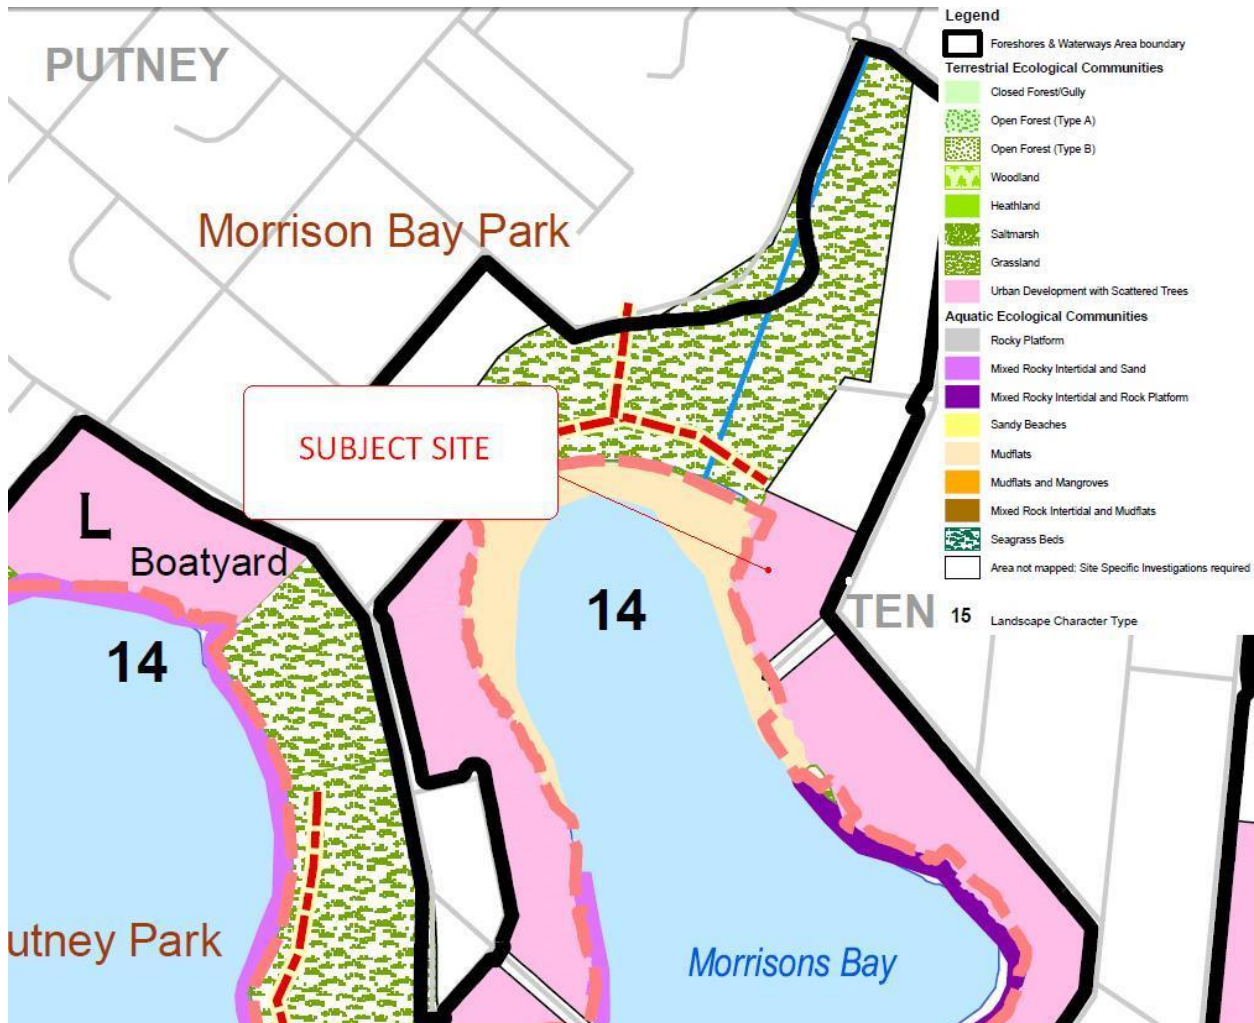 PUTNEY
Morrison Bay Park
SUBJECT SITE
L
Boatyard
14
14
TEN
utney Park
Morrisons Bay
Legend
Foreshores & Waterways Area boundary
Terrestrial Ecological Communities
Closed Forest/Gully
Open Forest (Type A)
Open Forest (Type B)
Woodland
Heathland
Saltmarsh
Grassland
Urban Development with Scattered Trees
Aquatic Ecological Communities
Rocky Platform
Mixed Rocky Intertidal and Sand
Mixed Rocky Intertidal and Rock Platform
Sandy Beaches
Mudflats
Mudflats and Mangroves
Mixed Rock Intertidal and Mudflats
Seagrass Beds
Area not mapped: Site Specific Investigations required
15 Landscape Character Type